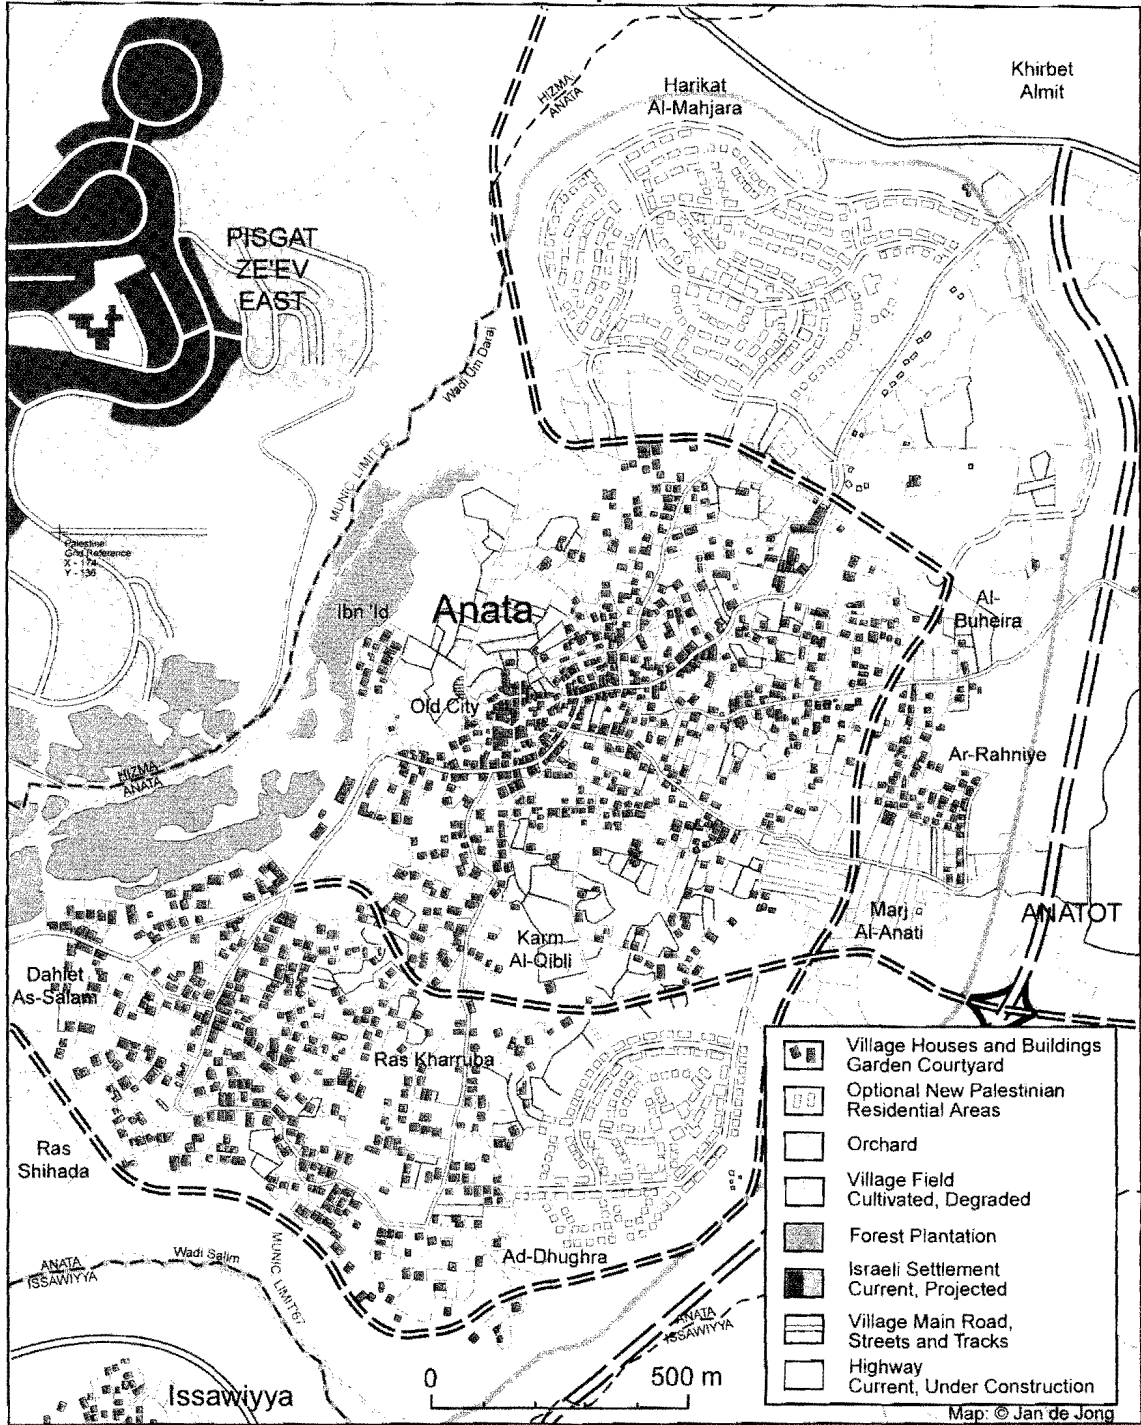 Khirbet
Almit
Harikat
Al-Mahjara
HIZMA
ANATA
PISGAT
ZE'EV
EAST
Wadi Um Daraj
MUNIC. LIMIT '67
Palestine
Grid Reference
X - 174
Y - 136
Ibn 'Id
Anata
Old City
Al-
Buheira
HIZMA
ANATA
Ar-Rahniye
Marj
Al-Anati
ANATOT
Karm
Al-Qibli
Dahlet
As-Salam
Ras Kharruba
Ras
Shihada
Ad-Dhughra
ANATA
ISSAWIYYA
Wadi Salim
MUNIC. LIMIT '67
ANATA
ISSAWIYYA
Issawiyya
0 500 m
Village Houses and Buildings
Garden Courtyard
Optional New Palestinian
Residential Areas
Orchard
Village Field
Cultivated, Degraded
Forest Plantation
Israeli Settlement
Current, Projected
Village Main Road,
Streets and Tracks
Highway
Current, Under Construction
Map: © Jan de Jong